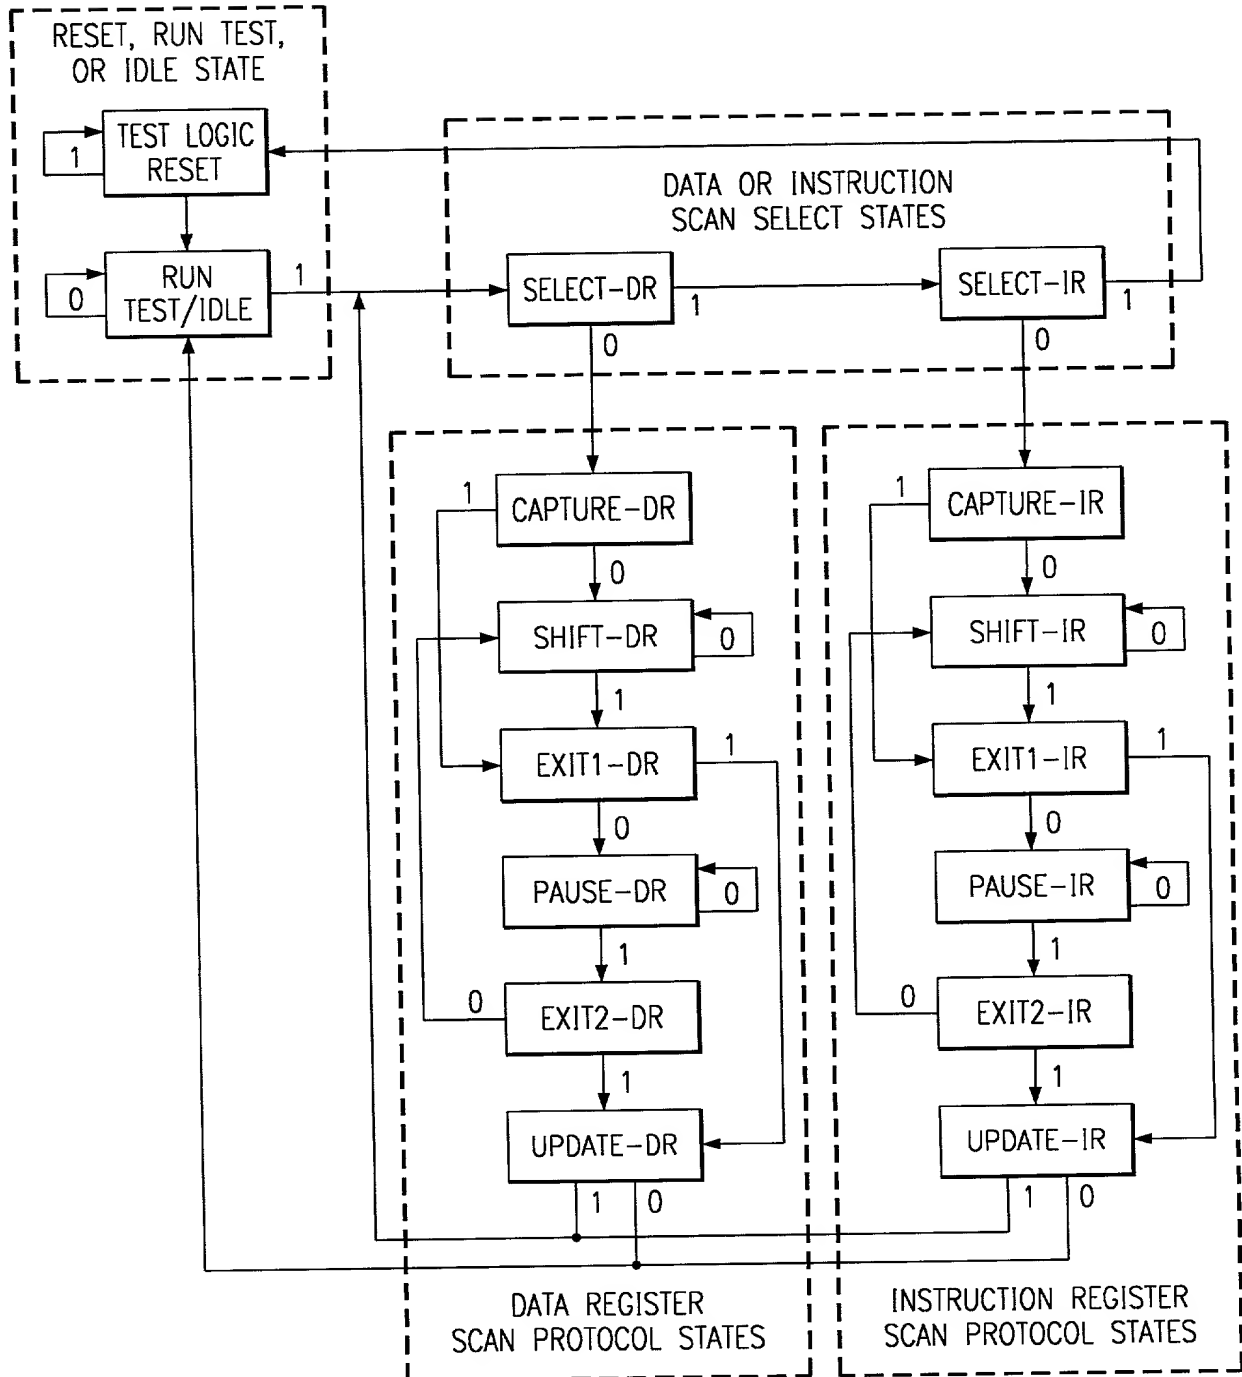 RESET, RUN TEST,
OR IDLE STATE
TEST LOGIC
RESET
1
RUN
TEST/IDLE
0
1
DATA OR INSTRUCTION
SCAN SELECT STATES
SELECT-DR
1
0
SELECT-IR
1
0
CAPTURE-DR
1
0
SHIFT-DR
0
1
EXIT1-DR
1
0
PAUSE-DR
0
1
EXIT2-DR
0
1
UPDATE-DR
1
0
DATA REGISTER
SCAN PROTOCOL STATES
CAPTURE-IR
1
0
SHIFT-IR
0
1
EXIT1-IR
1
0
PAUSE-IR
0
1
EXIT2-IR
0
1
UPDATE-IR
1
0
INSTRUCTION REGISTER
SCAN PROTOCOL STATES